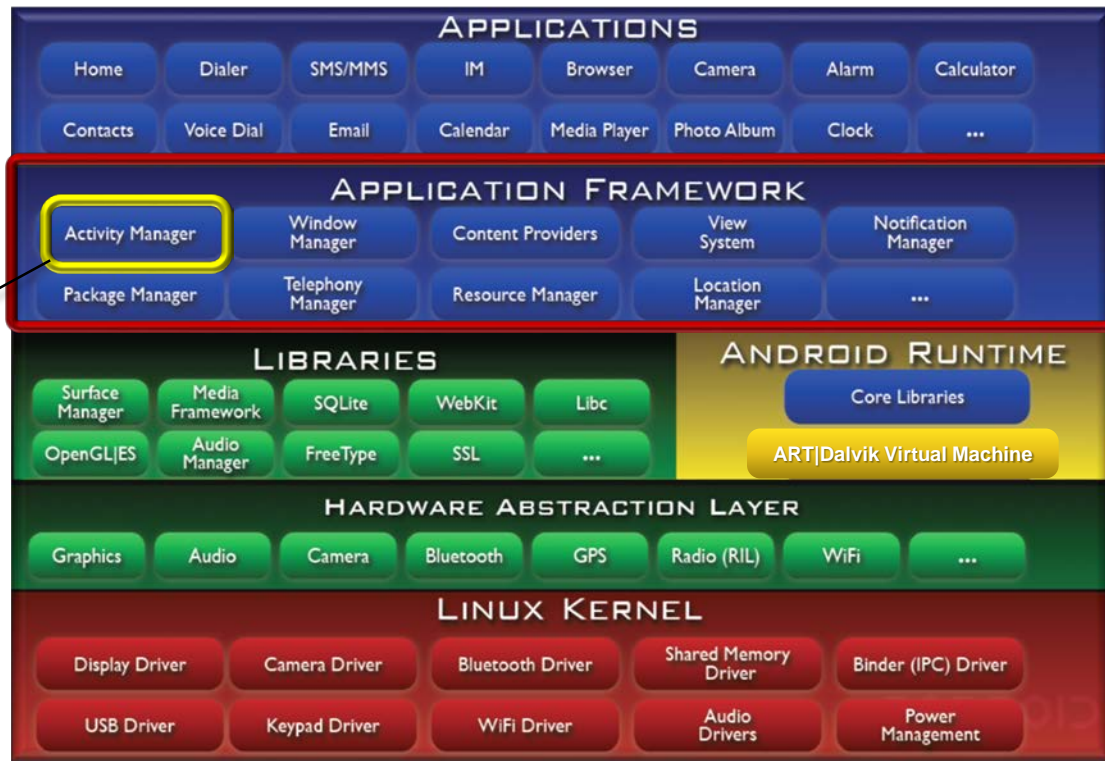 APPLICATIONS
Home
Dialer
SMS/MMS
IM
Browser
Camera
Alarm
Calculator
Contacts
Voice Dial
Email
Calendar
Media Player
Photo Album
Clock
...
APPLICATION FRAMEWORK
Activity Manager
Window
Manager
Content Providers
View
System
Notification
Manager
Package Manager
Telephony
Manager
Resource Manager
Location
Manager
...
LIBRARIES
Surface
Manager
Media
Framework
SQLite
WebKit
Libc
OpenGL|ES
Audio
Manager
FreeType
SSL
...
ANDROID RUNTIME
Core Libraries
ART|Dalvik Virtual Machine
HARDWARE ABSTRACTION LAYER
Graphics
Audio
Camera
Bluetooth
GPS
Radio (RIL)
WiFi
...
LINUX KERNEL
Display Driver
Camera Driver
Bluetooth Driver
Shared Memory
Driver
Binder (IPC) Driver
USB Driver
Keypad Driver
WiFi Driver
Audio
Drivers
Power
Management